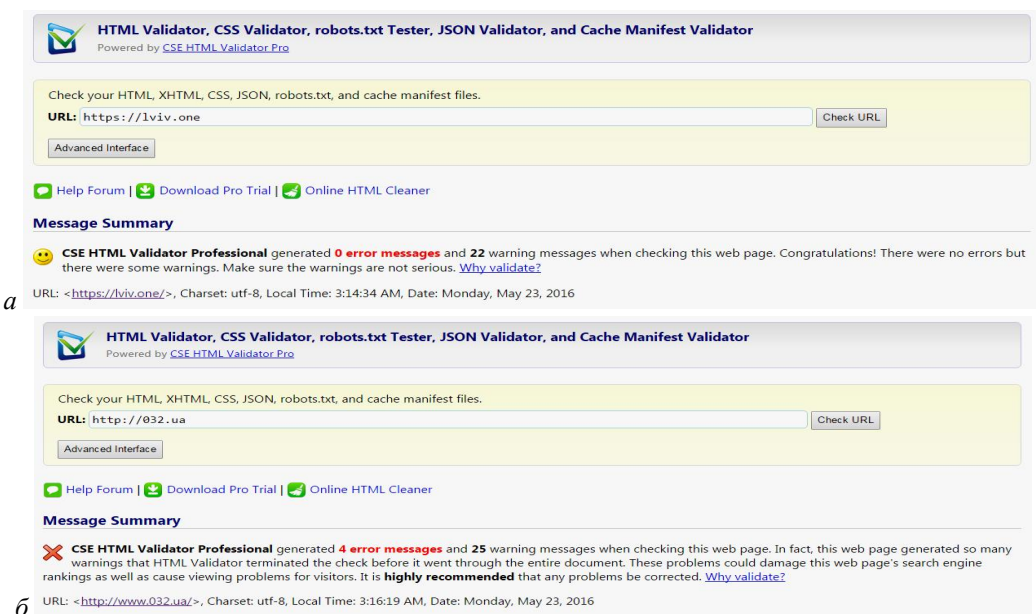 HTML Validator, CSS Validator, robots.txt Tester, JSON Validator, and Cache Manifest Validator
Powered by CSE HTML Validator Pro
Check your HTML, XHTML, CSS, JSON, robots.txt, and cache manifest files.
URL: https://lviv.one Check URL
Advanced Interface
Help Forum | Download Pro Trial | Online HTML Cleaner
Message Summary
CSE HTML Validator Professional generated 0 error messages and 22 warning messages when checking this web page. Congratulations! There were no errors but
there were some warnings. Make sure the warnings are not serious. Why validate?
URL: <https://lviv.one/>, Charset: utf-8, Local Time: 3:14:34 AM, Date: Monday, May 23, 2016
а
HTML Validator, CSS Validator, robots.txt Tester, JSON Validator, and Cache Manifest Validator
Powered by CSE HTML Validator Pro
Check your HTML, XHTML, CSS, JSON, robots.txt, and cache manifest files.
URL: http://032.ua Check URL
Advanced Interface
Help Forum | Download Pro Trial | Online HTML Cleaner
Message Summary
CSE HTML Validator Professional generated 4 error messages and 25 warning messages when checking this web page. In fact, this web page generated so many
warnings that HTML Validator terminated the check before it went through the entire document. These problems could damage this web page's search engine
rankings as well as cause viewing problems for visitors. It is highly recommended that any problems be corrected. Why validate?
URL: <http://www.032.ua/>, Charset: utf-8, Local Time: 3:16:19 AM, Date: Monday, May 23, 2016
б